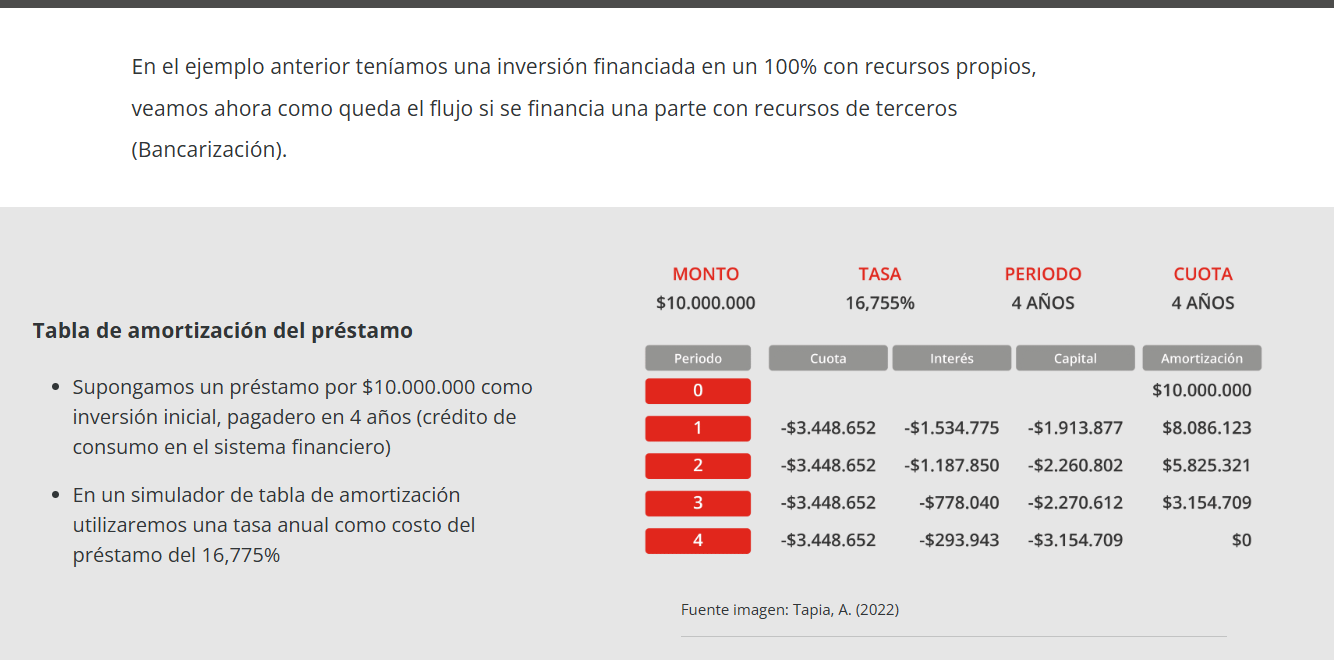 En el ejemplo anterior teníamos una inversión financiada en un 100% con recursos propios,
veamos ahora como queda el flujo si se financia una parte con recursos de terceros
(Bancarización).
Tabla de amortización del préstamo
• Supongamos un préstamo por $10.000.000 como
inversión inicial, pagadero en 4 años (crédito de
consumo en el sistema financiero)
• En un simulador de tabla de amortización
utilizaremos una tasa anual como costo del
préstamo del 16,775%
MONTO TASA PERIODO CUOTA
$10.000.000 16,755% 4 AÑOS 4 AÑOS
Periodo Cuota Interés Capital Amortización
0 $10.000.000
1 -$3.448.652 -$1.534.775 -$1.913.877 $8.086.123
2 -$3.448.652 -$1.187.850 -$2.260.802 $5.825.321
3 -$3.448.652 -$778.040 -$2.270.612 $3.154.709
4 -$3.448.652 -$293.943 -$3.154.709 $0
Fuente imagen: Tapia, A. (2022)